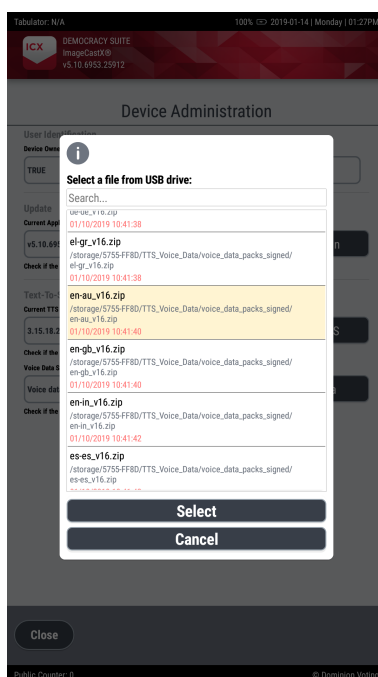 Tabulator: N/A
100% 2019-01-14 | Monday | 01:27PM
ICX
DEMOCRACY SUITE
ImageCastX®
v5.10.6953.25912
Device Administration
User Identification
Device Owne
TRUE
Update
Current Appl
v5.10.695
n
Check if the
Text-To-S
Current TTS
3.15.18.2
S
Check if the
Voice Data S
Voice dat
a
Check if the
i
Select a file from USB drive:
Search...
de-de_v16.zip
01/10/2019 10:41:38
el-gr_v16.zip
/storage/5755-FF8D/TTS_Voice_Data/voice_data_packs_signed/
el-gr_v16.zip
01/10/2019 10:41:38
en-au_v16.zip
/storage/5755-FF8D/TTS_Voice_Data/voice_data_packs_signed/
en-au_v16.zip
01/10/2019 10:41:40
en-gb_v16.zip
/storage/5755-FF8D/TTS_Voice_Data/voice_data_packs_signed/
en-gb_v16.zip
01/10/2019 10:41:40
en-in_v16.zip
/storage/5755-FF8D/TTS_Voice_Data/voice_data_packs_signed/
en-in_v16.zip
01/10/2019 10:41:42
es-es_v16.zip
/storage/5755-FF8D/TTS_Voice_Data/voice_data_packs_signed/
es-es_v16.zip
Select
Cancel
Close
Public Counter: 0
© Dominion Voting